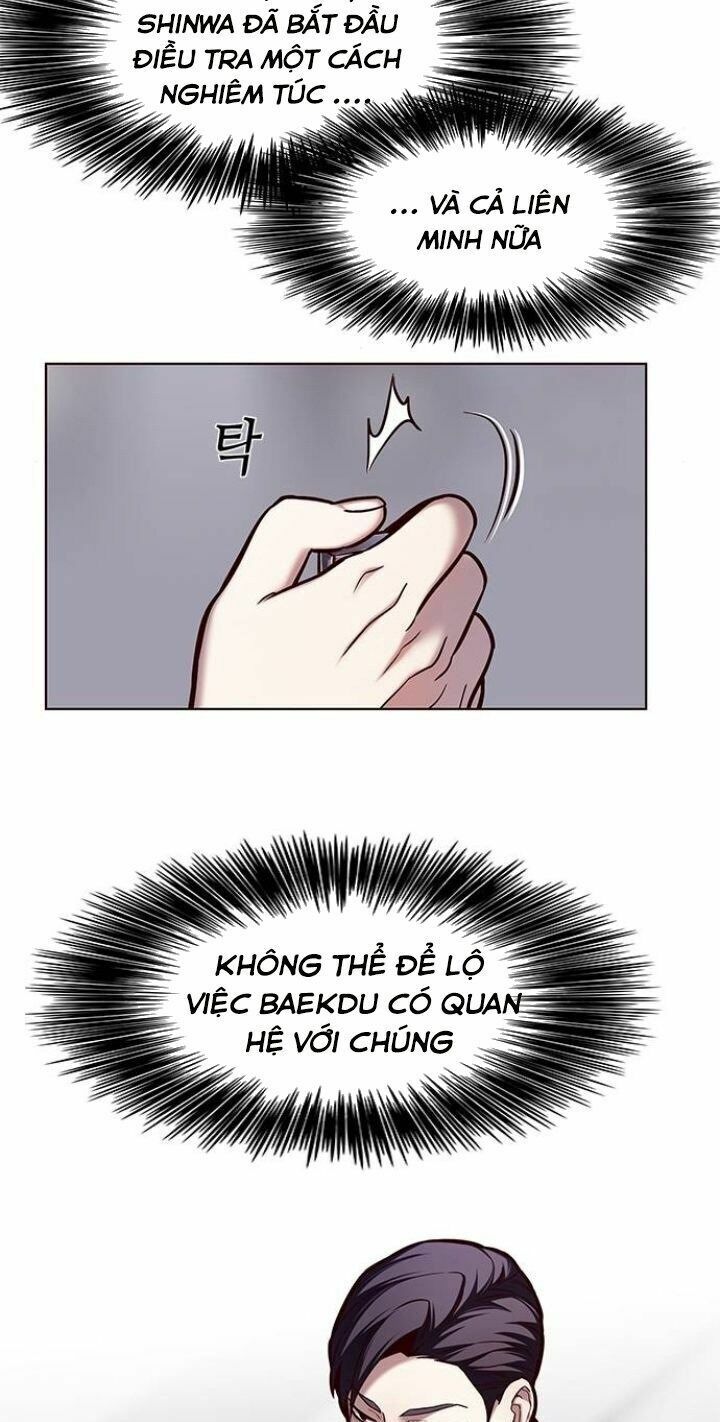 SHINWA ĐÃ BẮT ĐẦU
ĐIỀU TRA MỘT CÁCH
NGHIÊM TÚC ....
... VÀ CẢ LIÊN
MINH NỮA
탁
KHÔNG THỂ ĐỂ LỘ
VIỆC BAEKDU CÓ QUAN
HỆ VỚI CHÚNG